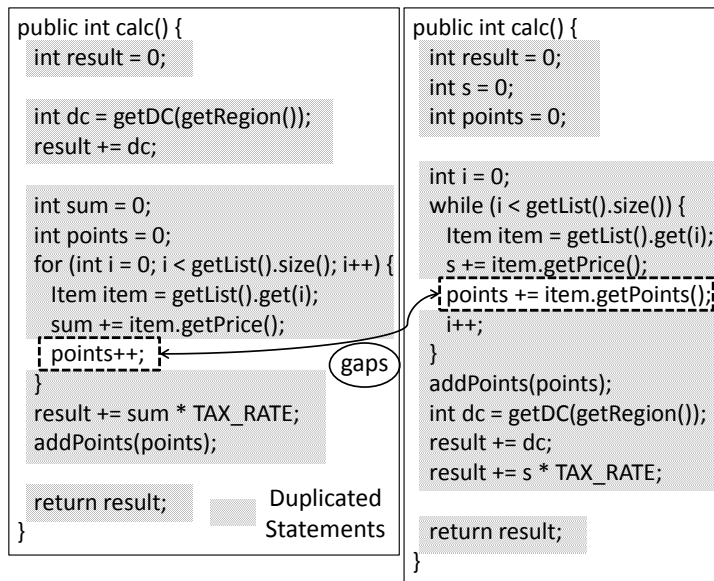 public int calc() {
int result = 0;
int dc = getDC(getRegion());
result += dc;
int sum = 0;
int points = 0;
for (int i = 0; i < getList().size(); i++) {
Item item = getList().get(i);
sum += item.getPrice();
points++;
}
result += sum * TAX_RATE;
addPoints(points);
return result;
}
Duplicated
Statements
gaps
public int calc() {
int result = 0;
int s = 0;
int points = 0;
int i = 0;
while (i < getList().size()) {
Item item = getList().get(i);
s += item.getPrice();
points += item.getPoints();
i++;
}
addPoints(points);
int dc = getDC(getRegion());
result += dc;
result += s * TAX_RATE;
return result;
}